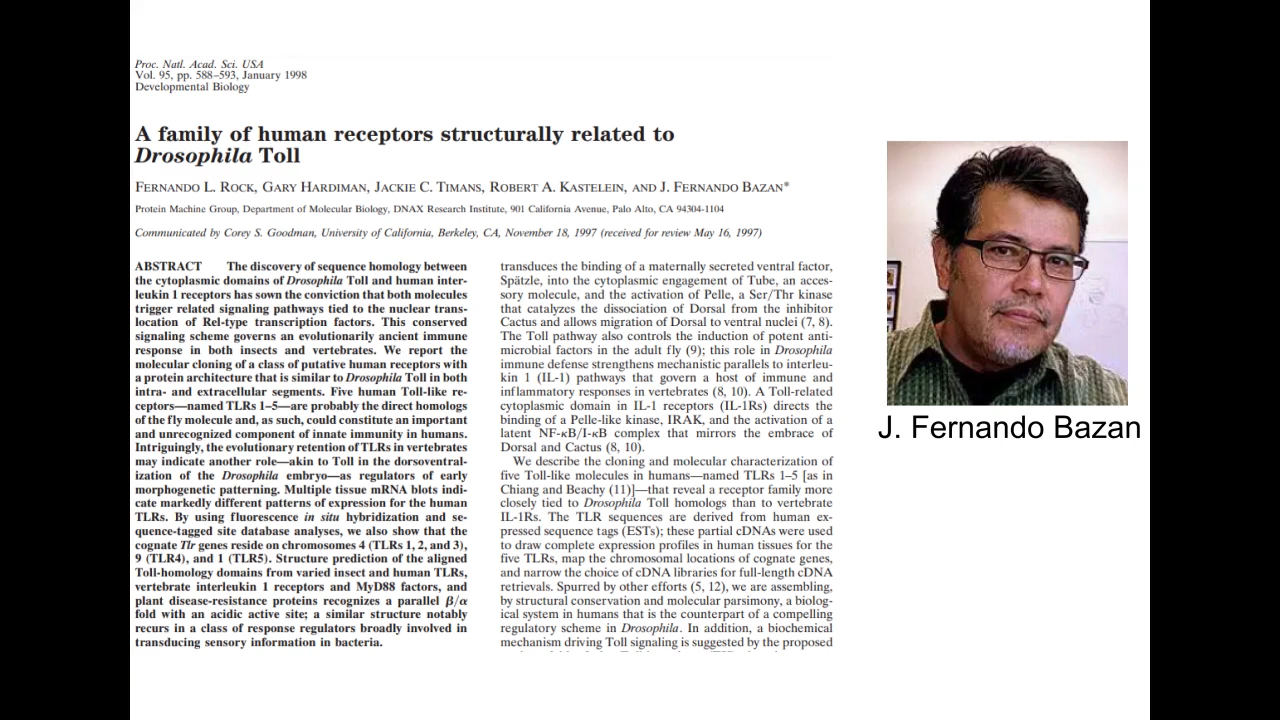 Proc. Natl. Acad. Sci. USA
Vol. 95, pp. 588–593, January 1998
Developmental Biology
A family of human receptors structurally related to
Drosophila Toll
FERNANDO L. ROCK, GARY HARDIMAN, JACKIE C. TIMANS, ROBERT A. KASTELEIN, AND J. FERNANDO BAZAN*
Protein Machine Group, Department of Molecular Biology, DNAX Research Institute, 901 California Avenue, Palo Alto, CA 94304-1104
Communicated by Corey S. Goodman, University of California, Berkeley, CA, November 18, 1997 (received for review May 16, 1997)
ABSTRACT The discovery of sequence homology between
the cytoplasmic domains of Drosophila Toll and human inter-
leukin 1 receptors has sown the conviction that both molecules
trigger related signaling pathways tied to the nuclear trans-
location of Rel-type transcription factors. This conserved
signaling scheme governs an evolutionarily ancient immune
response in both insects and vertebrates. We report the
molecular cloning of a class of putative human receptors with
a protein architecture that is similar to Drosophila Toll in both
intra- and extracellular segments. Five human Toll-like re-
ceptors—named TLRs 1–5—are probably the direct homologs
of the fly molecule and, as such, could constitute an important
and unrecognized component of innate immunity in humans.
Intriguingly, the evolutionary retention of TLRs in vertebrates
may indicate another role—akin to Toll in the dorsoventral-
ization of the Drosophila embryo—as regulators of early
morphogenetic patterning. Multiple tissue mRNA blots indi-
cate markedly different patterns of expression for the human
TLRs. By using fluorescence in situ hybridization and se-
quence-tagged site database analyses, we also show that the
cognate Tlr genes reside on chromosomes 4 (TLRs 1, 2, and 3),
9 (TLR4), and 1 (TLR5). Structure prediction of the aligned
Toll-homology domains from varied insect and human TLRs,
vertebrate interleukin 1 receptors and MyD88 factors, and
plant disease-resistance proteins recognizes a parallel β/α
fold with an acidic active site; a similar structure notably
recurs in a class of response regulators broadly involved in
transducing sensory information in bacteria.
transduces the binding of a maternally secreted ventral factor,
Spätzle, into the cytoplasmic engagement of Tube, an acces-
sory molecule, and the activation of Pelle, a Ser/Thr kinase
that catalyzes the dissociation of Dorsal from the inhibitor
Cactus and allows migration of Dorsal to ventral nuclei (7, 8).
The Toll pathway also controls the induction of potent anti-
microbial factors in the adult fly (9); this role in Drosophila
immune defense strengthens mechanistic parallels to interleu-
kin 1 (IL-1) pathways that govern a host of immune and
inflammatory responses in vertebrates (8, 10). A Toll-related
cytoplasmic domain in IL-1 receptors (IL-1Rs) directs the
binding of a Pelle-like kinase, IRAK, and the activation of a
latent NF-κB/I-κB complex that mirrors the embrace of
Dorsal and Cactus (8, 10).
We describe the cloning and molecular characterization of
five Toll-like molecules in humans—named TLRs 1–5 [as in
Chiang and Beachy (11)]—that reveal a receptor family more
closely tied to Drosophila Toll homologs than to vertebrate
IL-1Rs. The TLR sequences are derived from human ex-
pressed sequence tags (ESTs); these partial cDNAs were used
to draw complete expression profiles in human tissues for the
five TLRs, map the chromosomal locations of cognate genes,
and narrow the choice of cDNA libraries for full-length cDNA
retrievals. Spurred by other efforts (5, 12), we are assembling,
by structural conservation and molecular parsimony, a biolog-
ical system in humans that is the counterpart of a compelling
regulatory scheme in Drosophila. In addition, a biochemical
mechanism driving Toll signaling is suggested by the proposed
J. Fernando Bazan